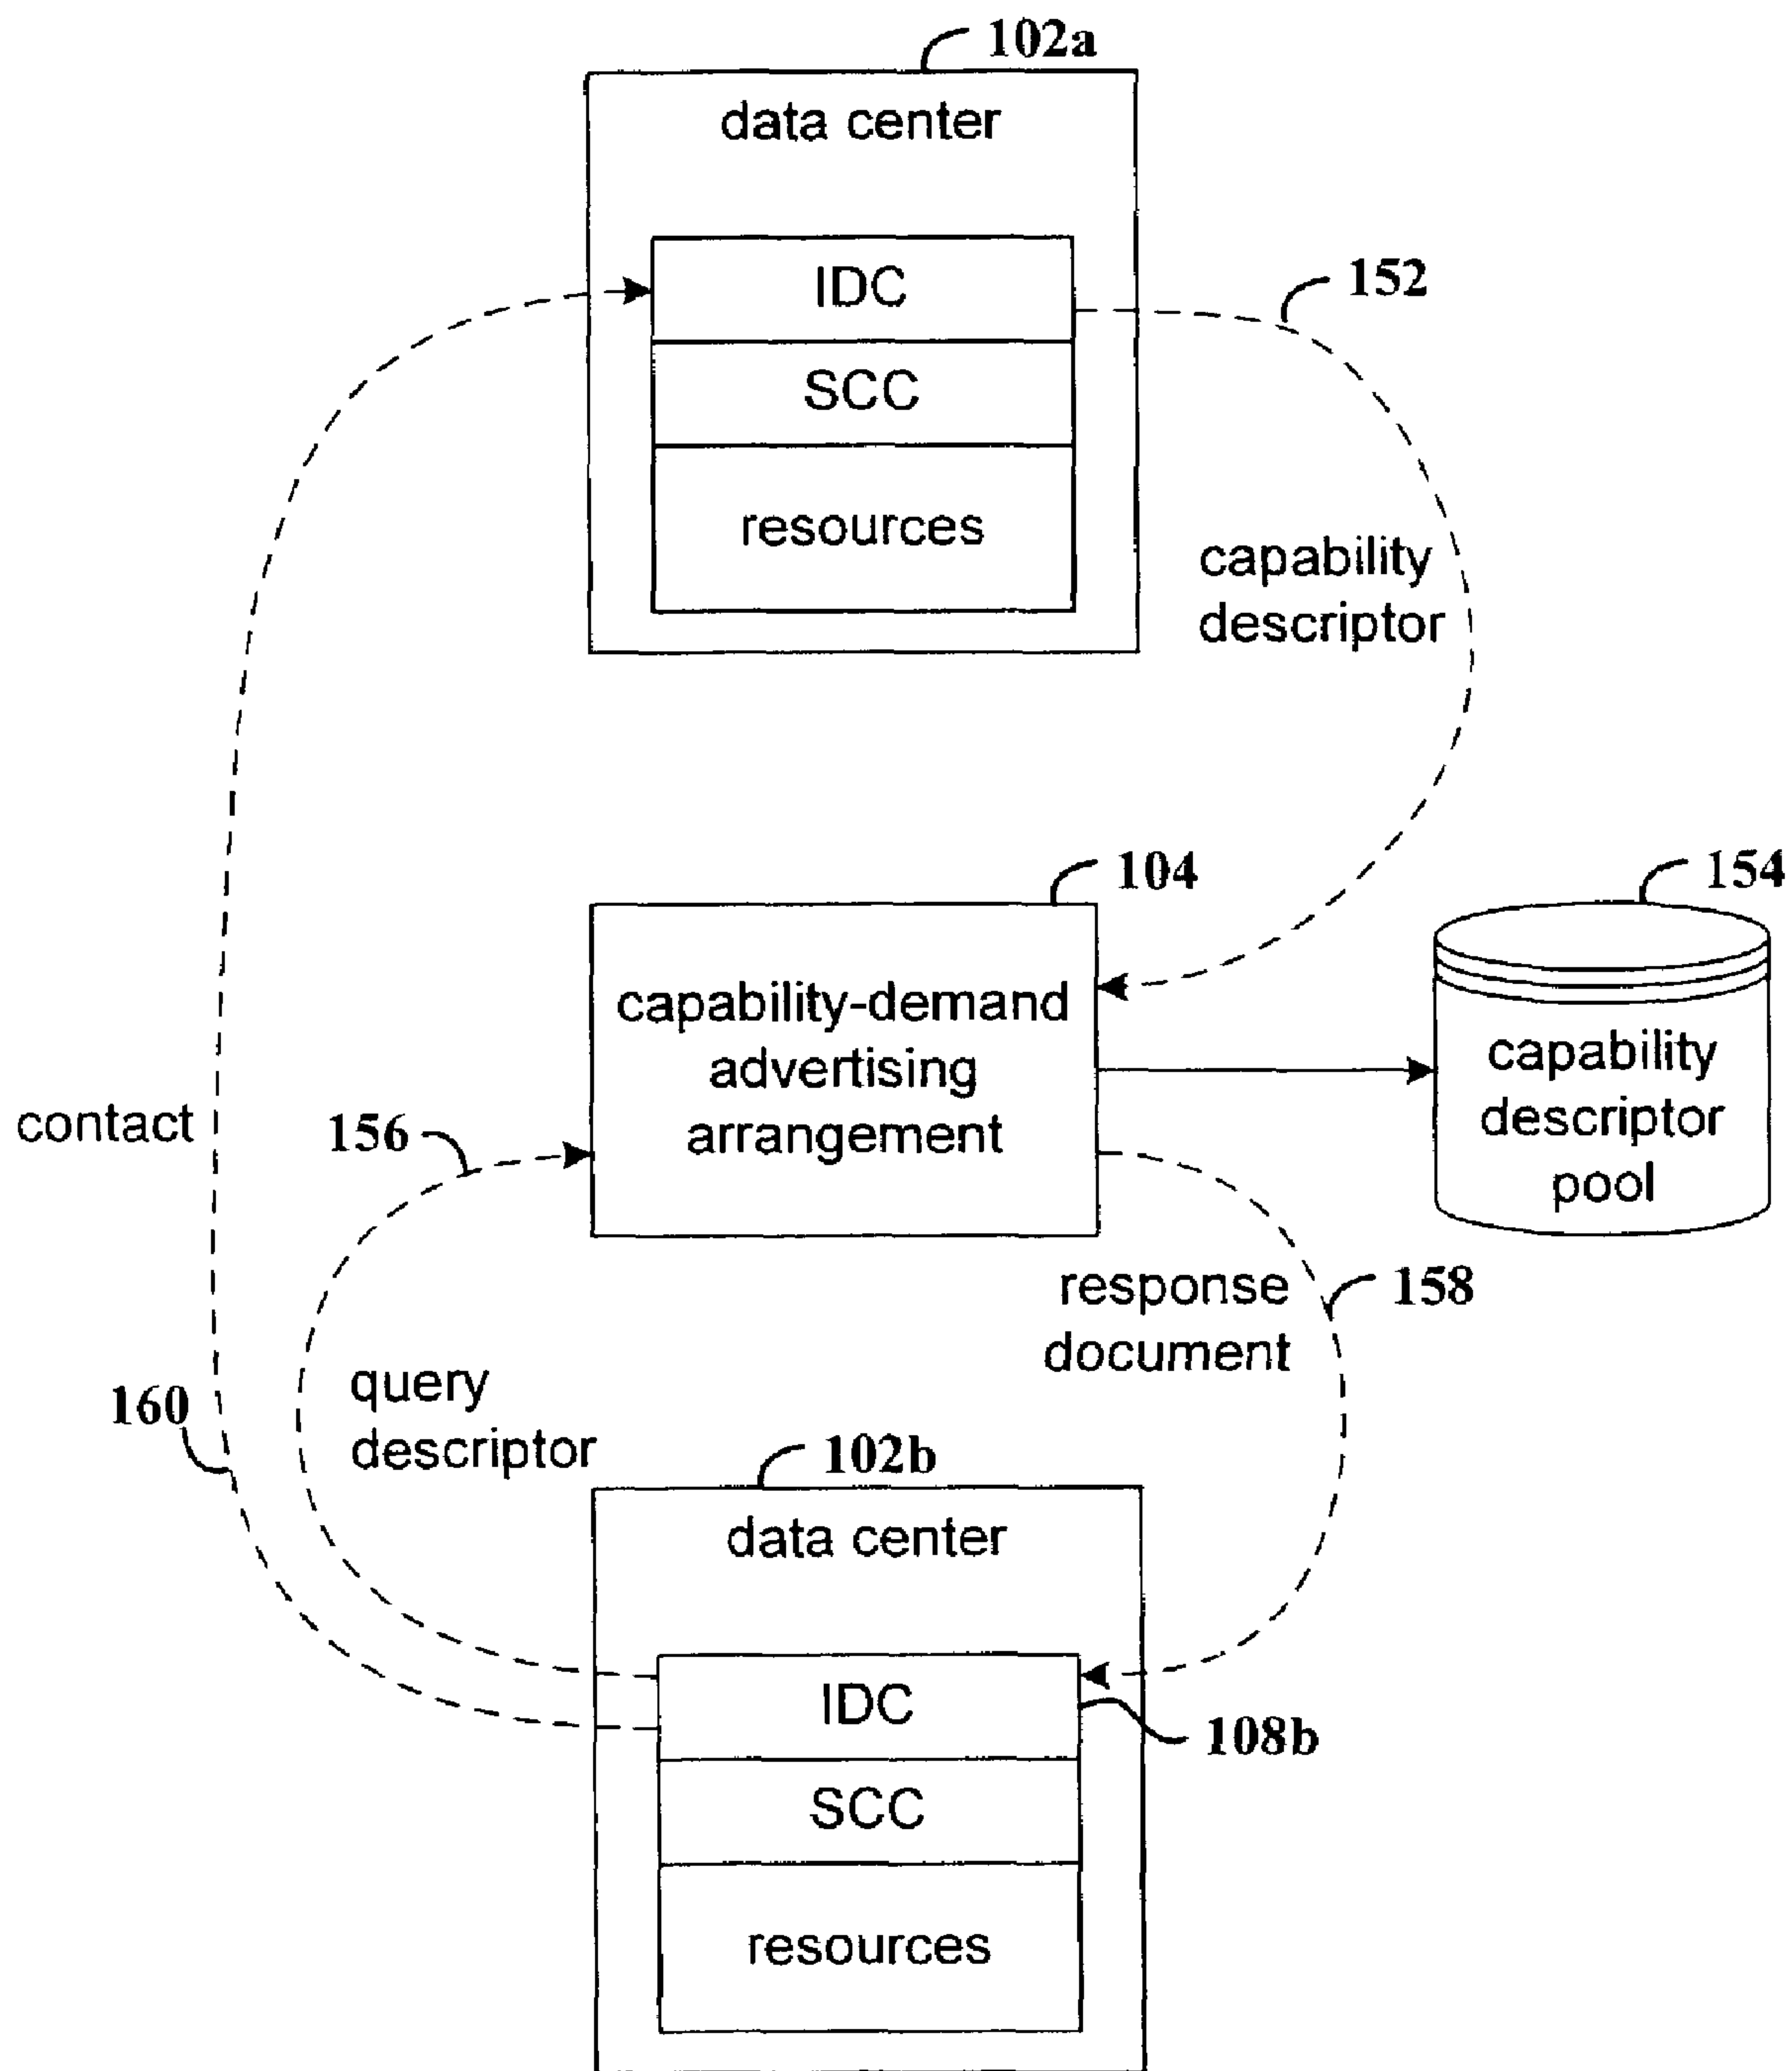 102a
data center
IDC
152
SCC
resources
capability
descriptor
104
154
capability-demand
advertising
arrangement
capability
descriptor
pool
contact
156
response
document
158
query
descriptor
160
102b
data center
IDC
108b
SCC
resources